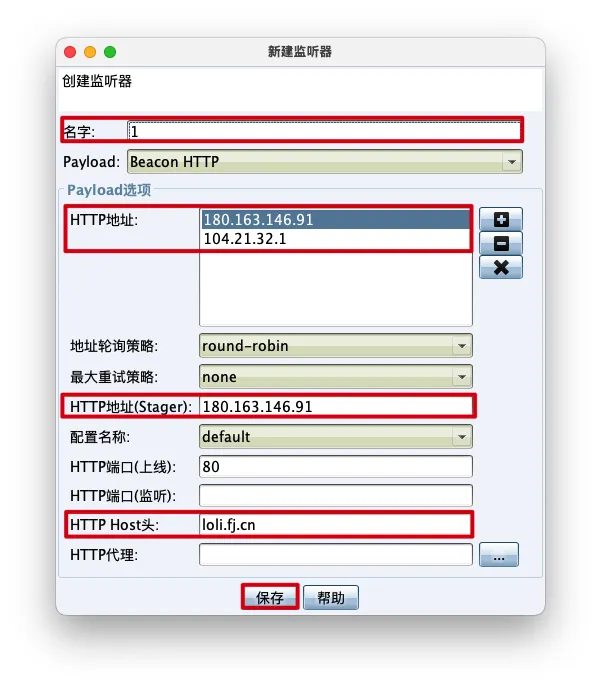 新建监听器
创建监听器
名字: 1
Payload: Beacon HTTP
Payload选项
HTTP地址: 180.163.146.91
104.21.32.1
地址轮询策略: round-robin
最大重试策略: none
HTTP地址(Stager): 180.163.146.91
配置名称: default
HTTP端口(上线): 80
HTTP端口(监听):
HTTP Host头: loli.fj.cn
HTTP代理: ...
保存 帮助